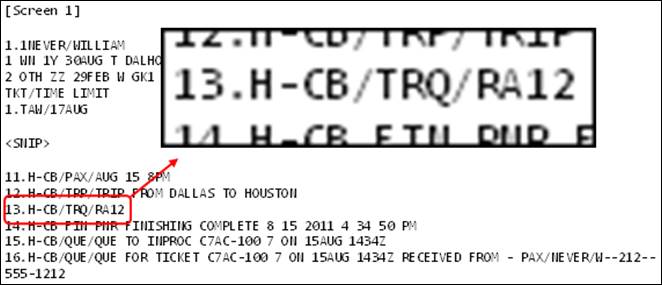 [Screen 1]
1.1NEVER/WILLIAM
1 WN 1Y 30AUG T DALHO
2 OTH ZZ 29FEB W GK1
TKT/TIME LIMIT
1.TAW/17AUG
<SNIP>
12.H-CB/TRP/TRIP
13.H-CB/TRQ/RA12
14.H-CB FIN PNR F
11.H-CB/PAX/AUG 15 8PM
12.H-CB/TRP/TRIP FROM DALLAS TO HOUSTON
13.H-CB/TRQ/RA12
14.H-CB FIN PNR FINISHING COMPLETE 8 15 2011 4 34 50 PM
15.H-CB/QUE/QUE TO INPROC C7AC-100 7 ON 15AUG 1434Z
16.H-CB/QUE/QUE FOR TICKET C7AC-100 7 ON 15AUG 1434Z RECEIVED FROM - PAX/NEVER/W--212--
555-1212